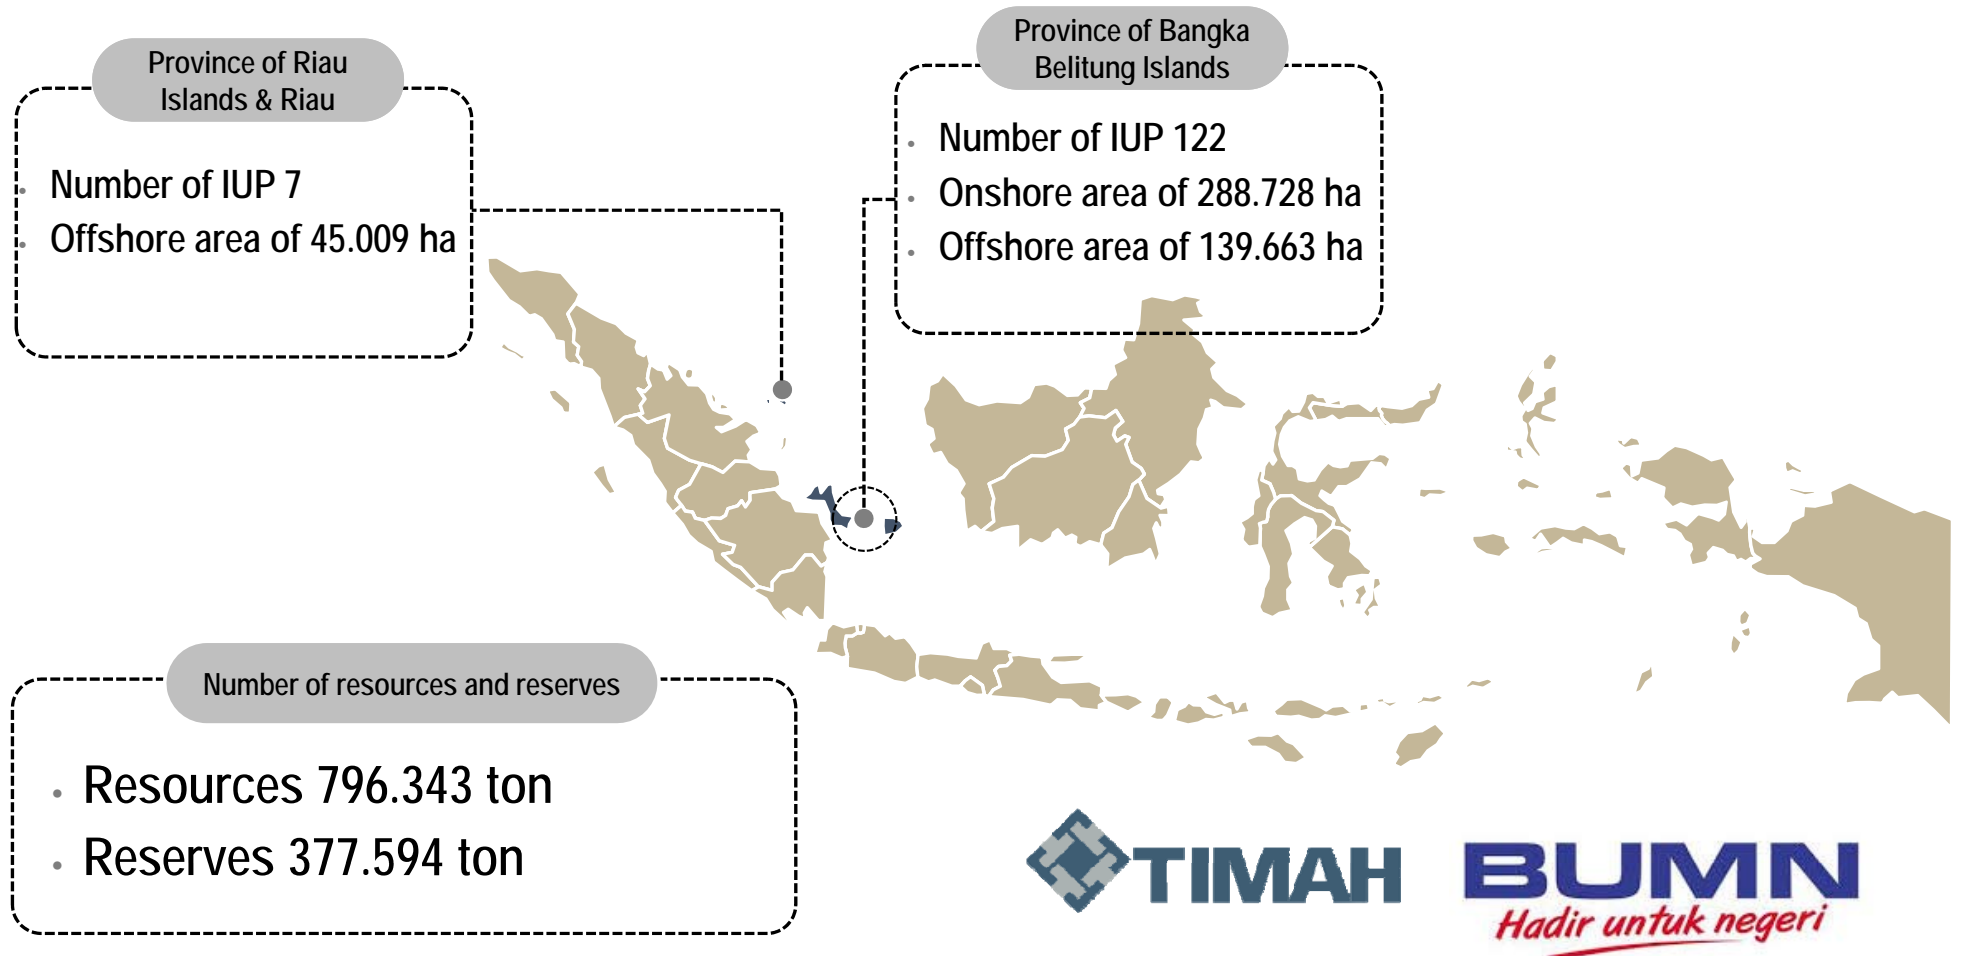 Province of Riau
Islands & Riau
Number of IUP 7
Offshore area of 45.009 ha
Province of Bangka
Belitung Islands
Number of IUP 122
Onshore area of 288.728 ha
Offshore area of 139.663 ha
Number of resources and reserves
Resources 796.343 ton
Reserves 377.594 ton
TIMAH
BUMN
Hadir untuk negeri